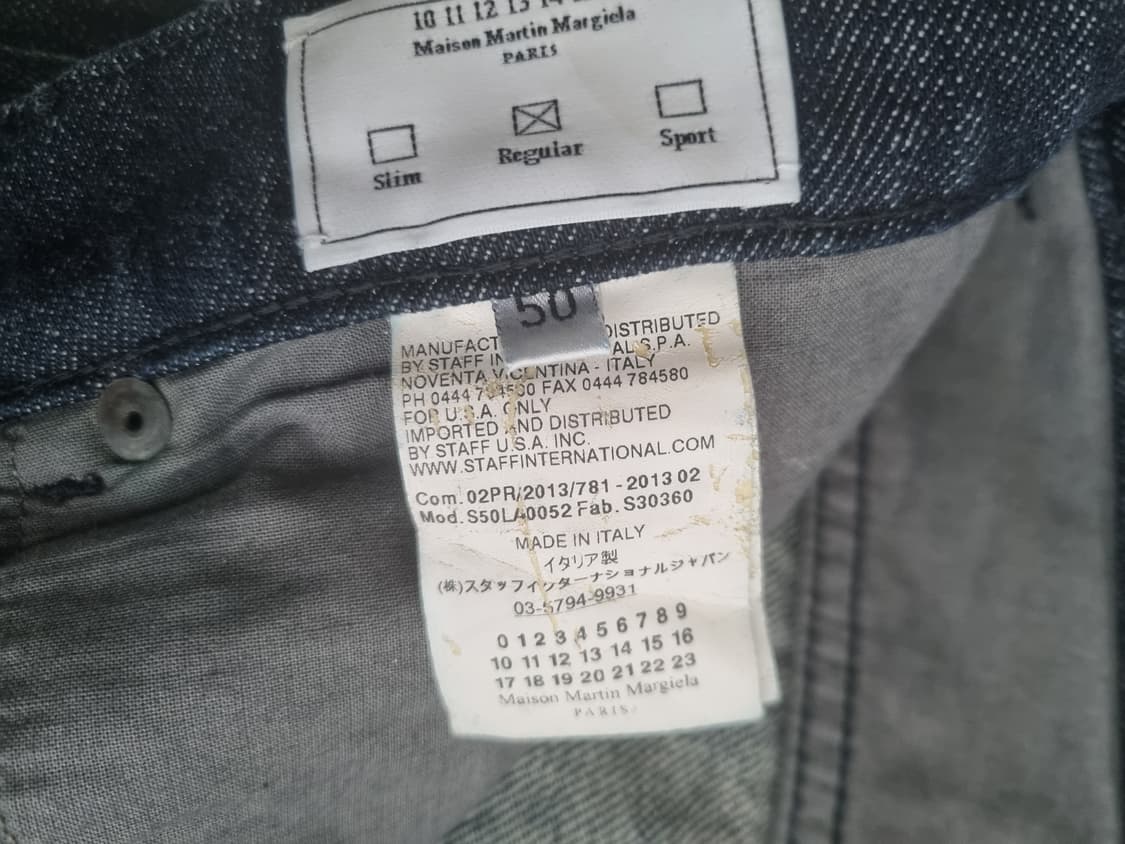 10 11 12 13 14
Maison Martin Margiela
PARIS
Slim
Regular
Sport
50
MANUFACT DISTRIBUTED
BY STAFF IN AL S.P.A.
NOVENTA VICENTINA - ITALY
PH 0444 FAX 0444 784580
FOR U.S.A. ONLY
IMPORTED AND DISTRIBUTED
BY STAFF U.S.A. INC.
WWW.STAFFINTERNATIONAL.COM
Com. 02PR/2013/781 - 2013 02
Mod. S50LA0052 Fab. S30360
MADE IN ITALY
イタリア製
(株)スタッフインターナショナルジャパン
03-5794-9931
0 1 2 3 4 5 6 7 8 9
10 11 12 13 14 15 16
17 18 19 20 21 22 23
Maison Martin Margiela
PARIS